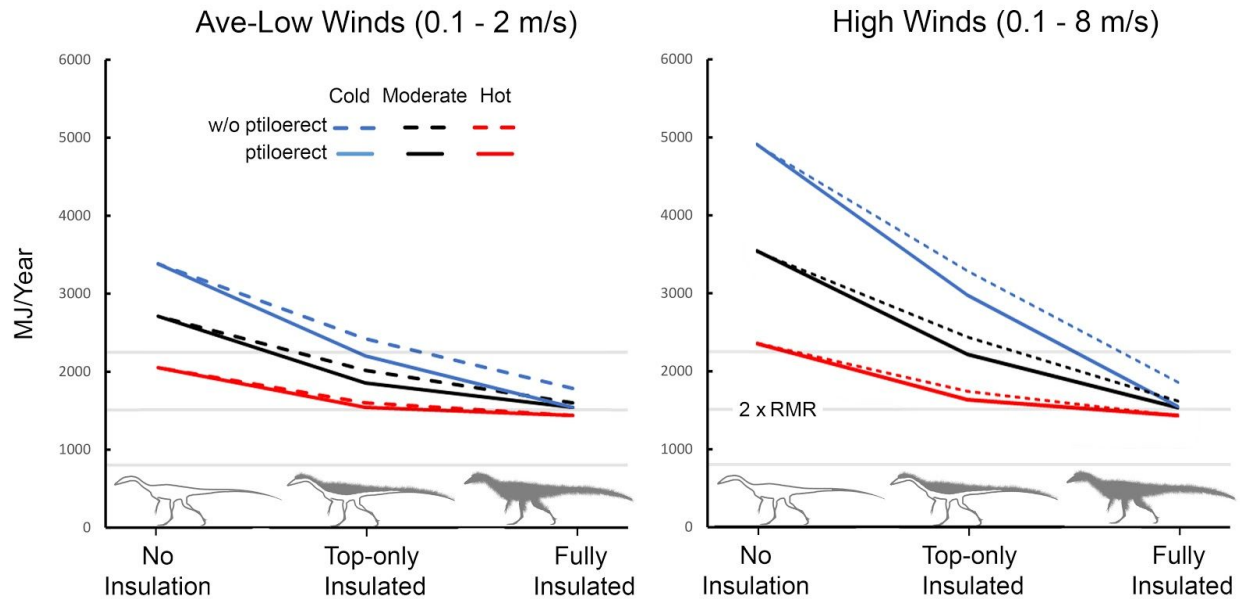 Ave-Low Winds (0.1 - 2 m/s)
6000
5000
4000
3000
2000
1000
0
MJ/Year
Cold Moderate Hot
w/o ptiloerect
ptiloerect
No
Insulation
Top-only
Insulated
Fully
Insulated
High Winds (0.1 - 8 m/s)
6000
5000
4000
3000
2000
1000
0
2 x RMR
No
Insulation
Top-only
Insulated
Fully
Insulated